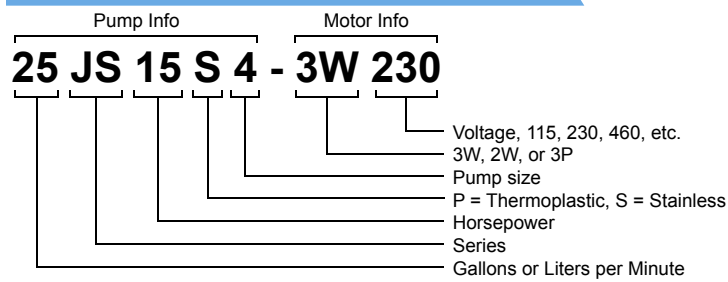 Pump Info Motor Info
25 JS 15 S 4 - 3W 230
Voltage, 115, 230, 460, etc.
3W, 2W, or 3P
Pump size
P = Thermoplastic, S = Stainless
Horsepower
Series
Gallons or Liters per Minute